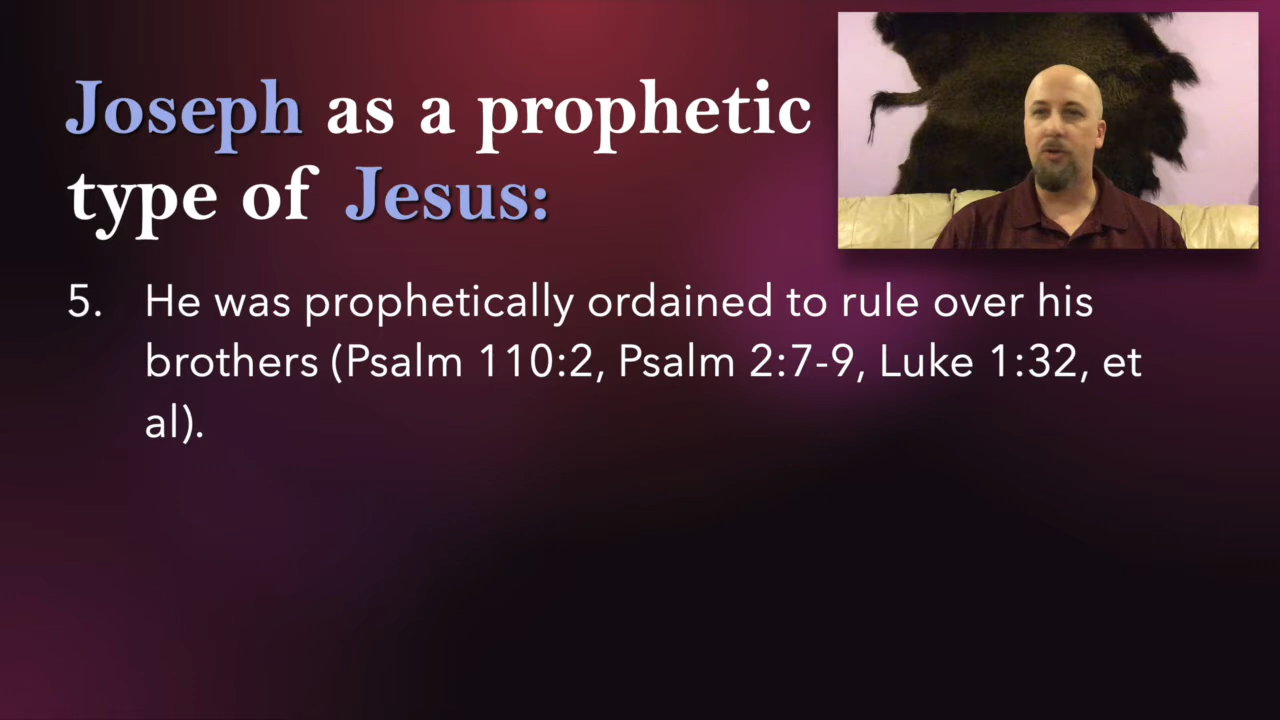 Joseph as a prophetic
type of Jesus:
5. He was prophetically ordained to rule over his
brothers (Psalm 110:2, Psalm 2:7-9, Luke 1:32, et
al).